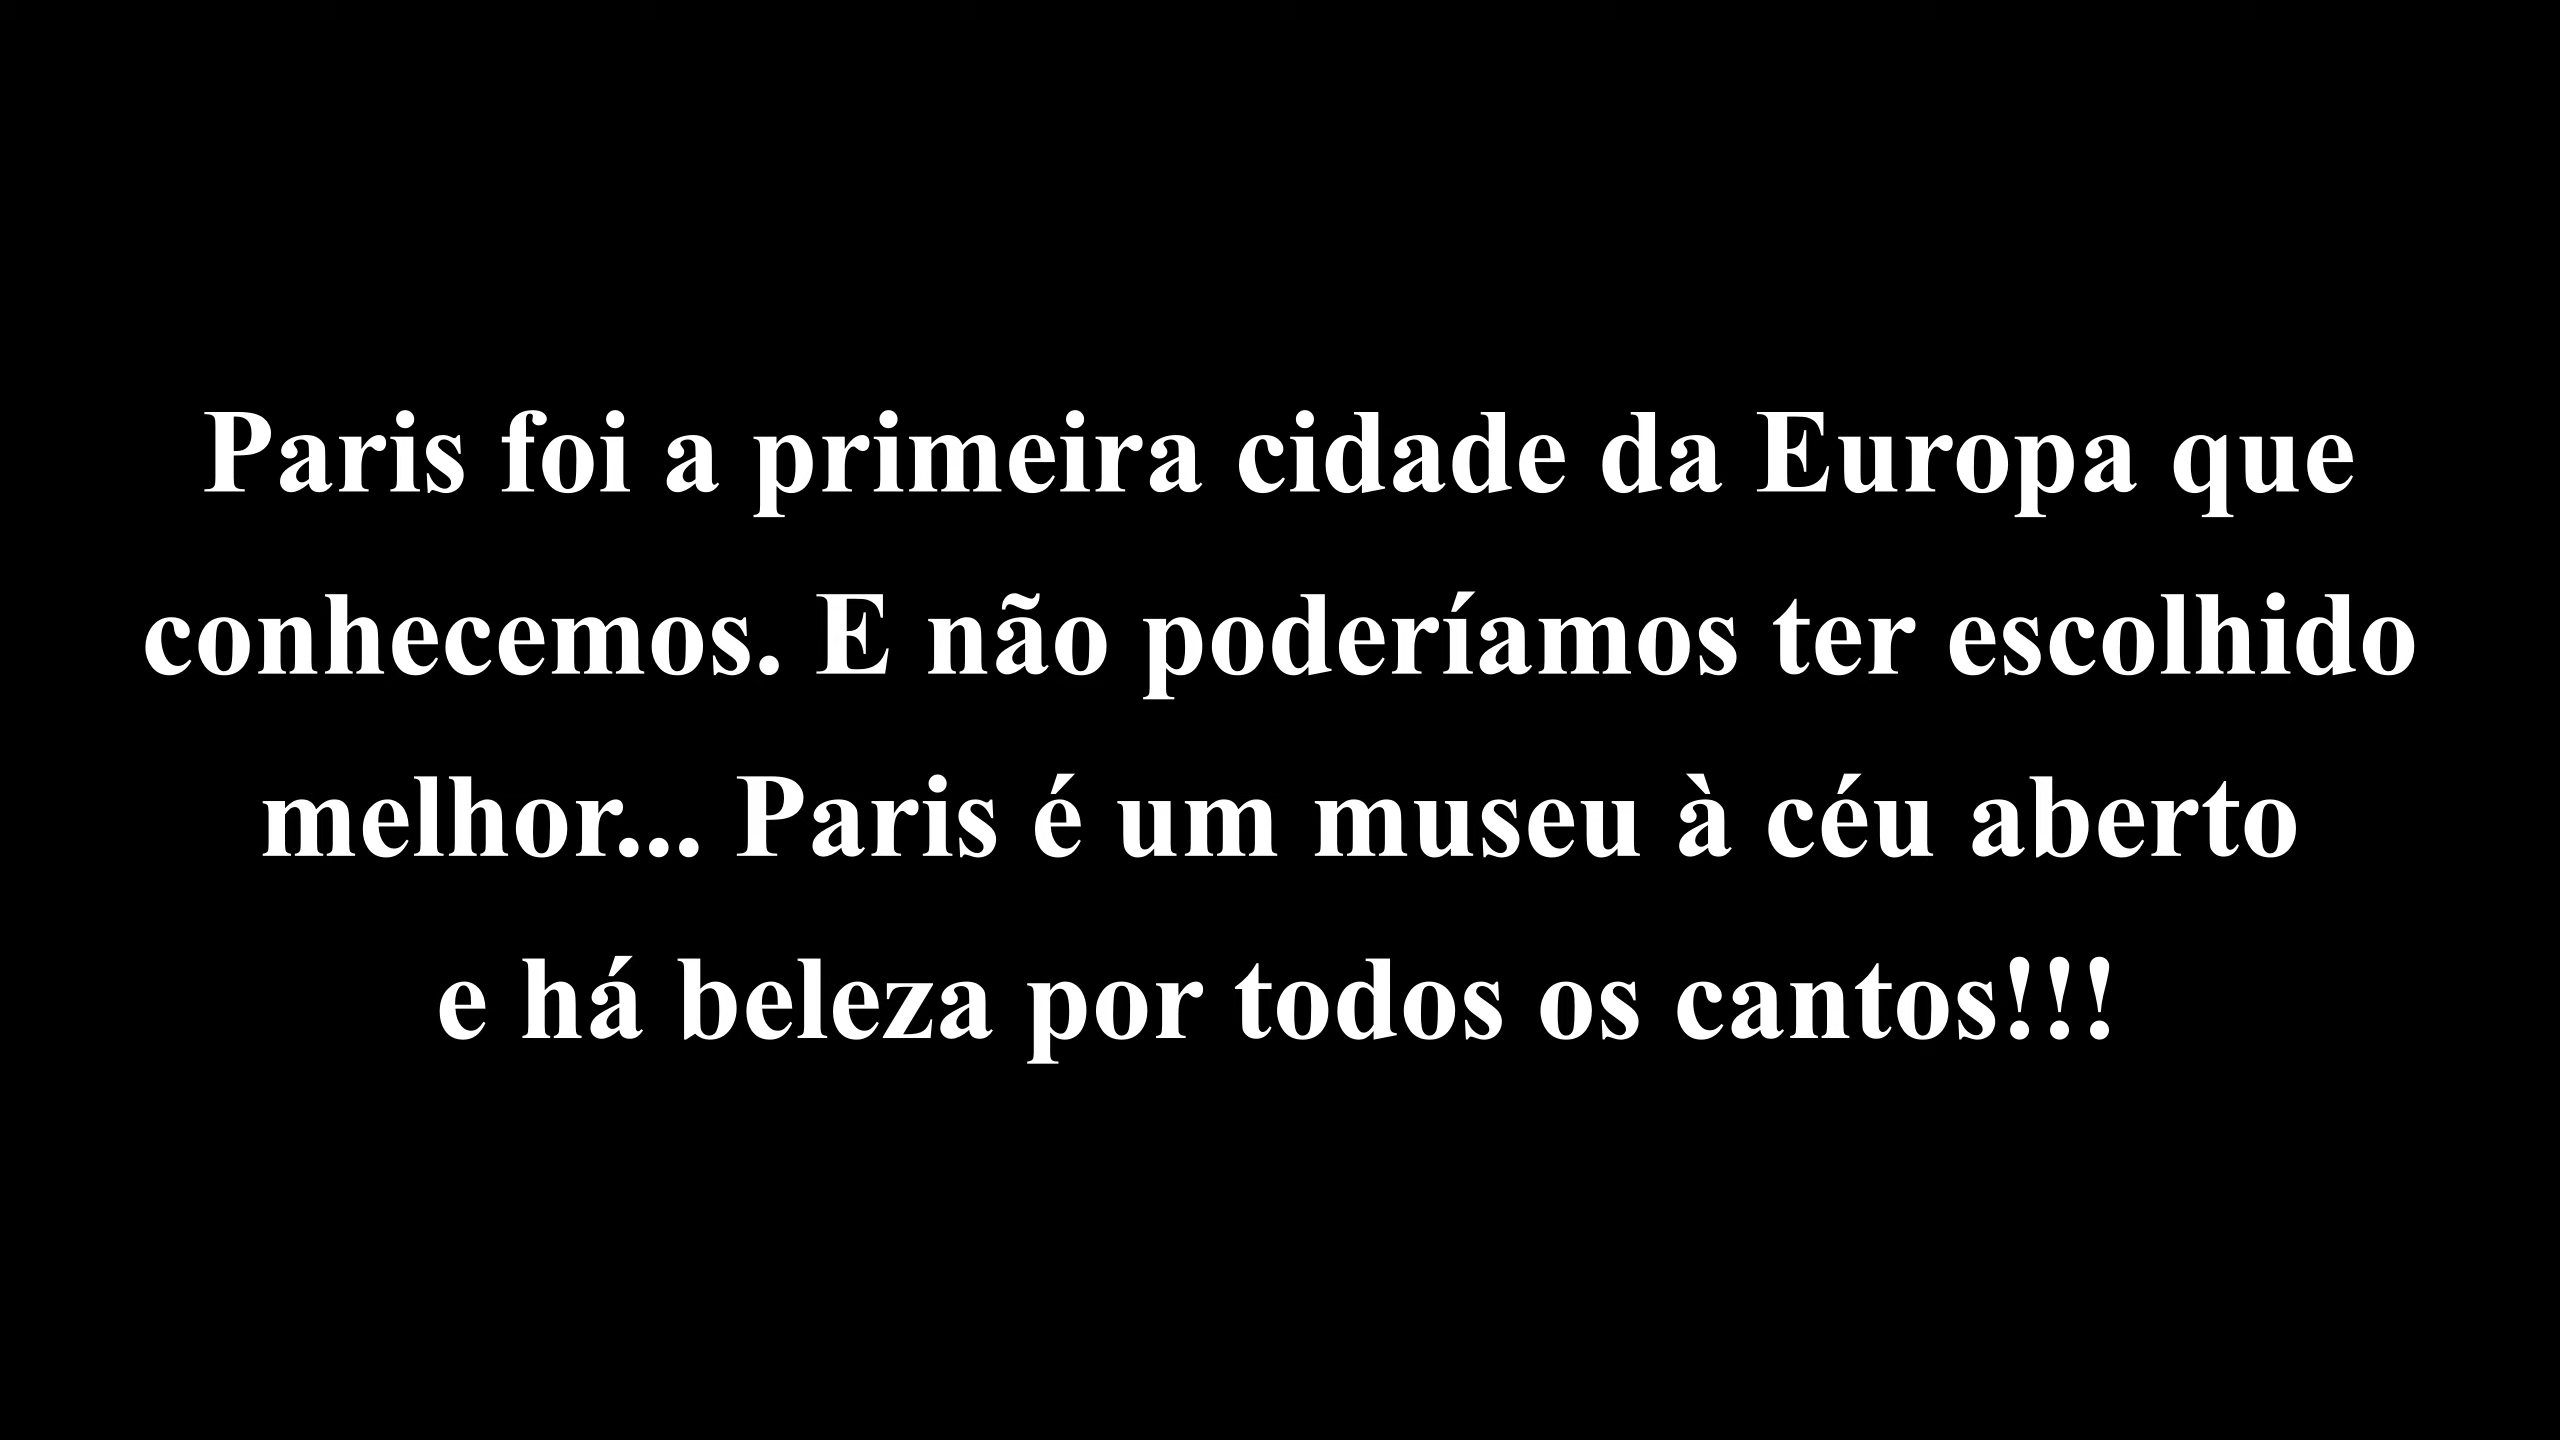 Paris foi a primeira cidade da Europa que
conhecemos. E não poderíamos ter escolhido
melhor... Paris é um museu à céu aberto
e há beleza por todos os cantos!!!